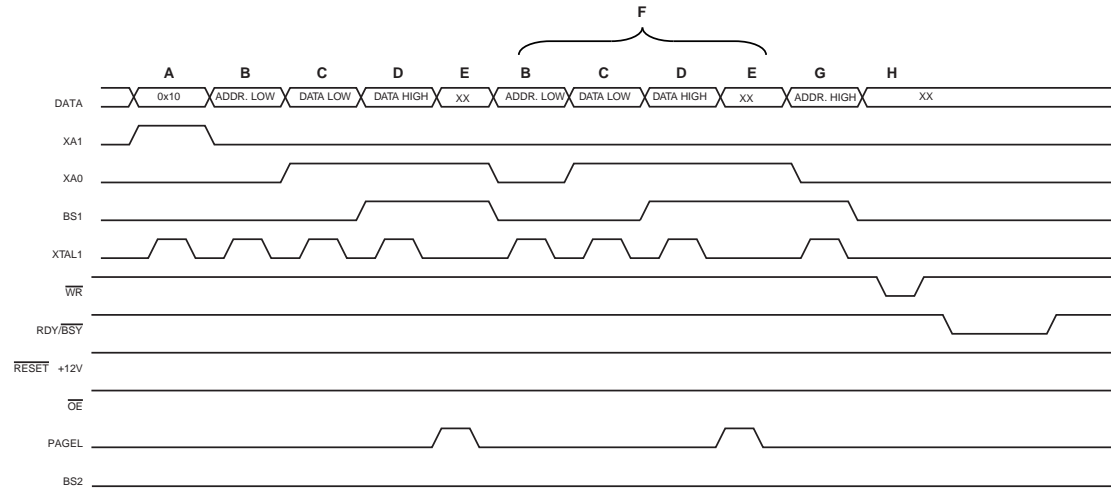 F
A B C D E B C D E G H
DATA 0x10 ADDR. LOW DATA LOW DATA HIGH XX ADDR. LOW DATA LOW DATA HIGH XX ADDR. HIGH XX
XA1
XA0
BS1
XTAL1
WR
RDY/BSY
RESET +12V
OE
PAGEL
BS2